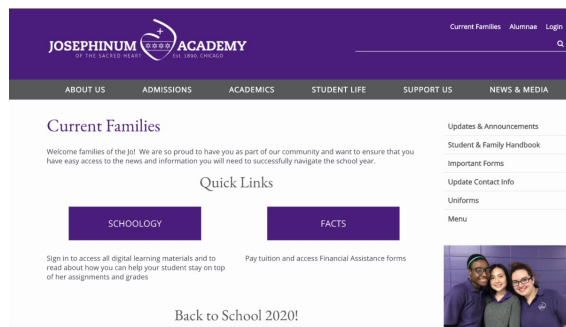 Current Families Alumnae Login
JOSEPHINUM ACADEMY
OF THE SACRED HEART EST. 1890, CHICAGO
ABOUT US ADMISSIONS ACADEMICS STUDENT LIFE SUPPORT US NEWS & MEDIA
Current Families
Welcome families of the Jo! We are so proud to have you as part of our community and want to ensure that you
have easy access to the news and information you will need to successfully navigate the school year.
Quick Links
SCHOOLOGY FACTS
Sign in to access all digital learning materials and to
read about how you can help your student stay on top
of her assignments and grades
Pay tuition and access Financial Assistance forms
Back to School 2020!
Updates & Announcements
Student & Family Handbook
Important Forms
Update Contact Info
Uniforms
Menu